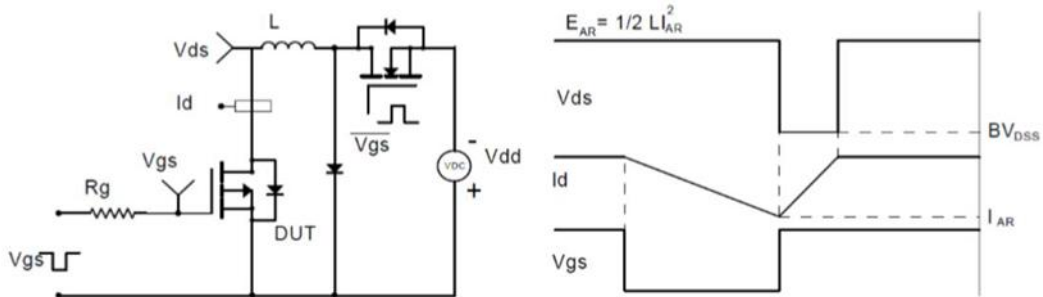 L
Vds
Id
Vgs
Rg
Vgs
DUT
Vgs
VDC
-
Vdd
+
E_AR = 1/2 LI_AR^2
Vds
BV_DSS
Id
I_AR
Vgs